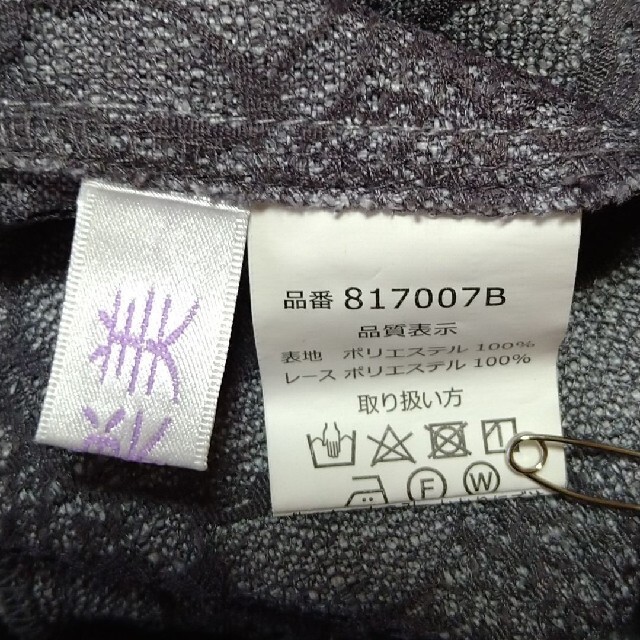 品番 817007B
品質表示
表地 ポリエステル 100%
レース ポリエステル 100%
取り扱い方
F W